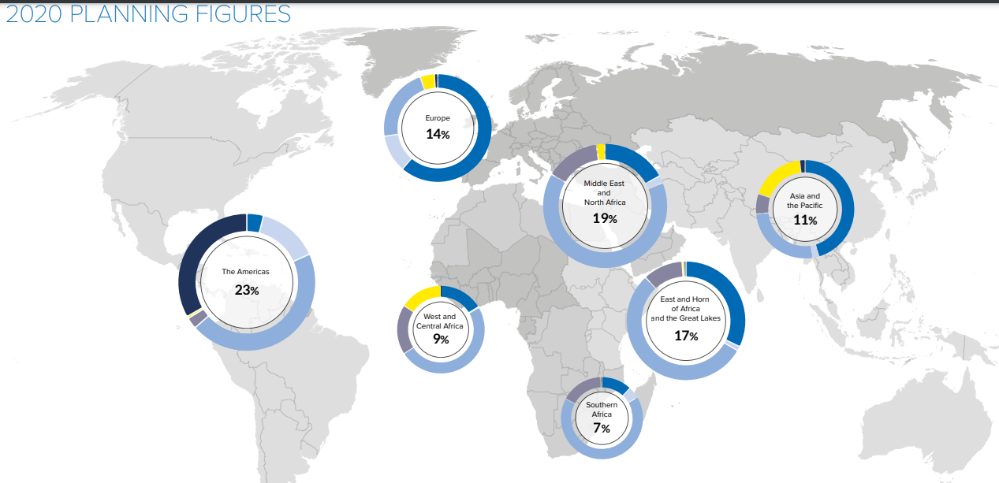 2020 PLANNING FIGURES
Europe
14%
Middle East
and
North Africa
19%
Asia and
the Pacific
11%
The Americas
23%
West and
Central Africa
9%
East and Horn
of Africa
and the Great Lakes
17%
Southern
Africa
7%